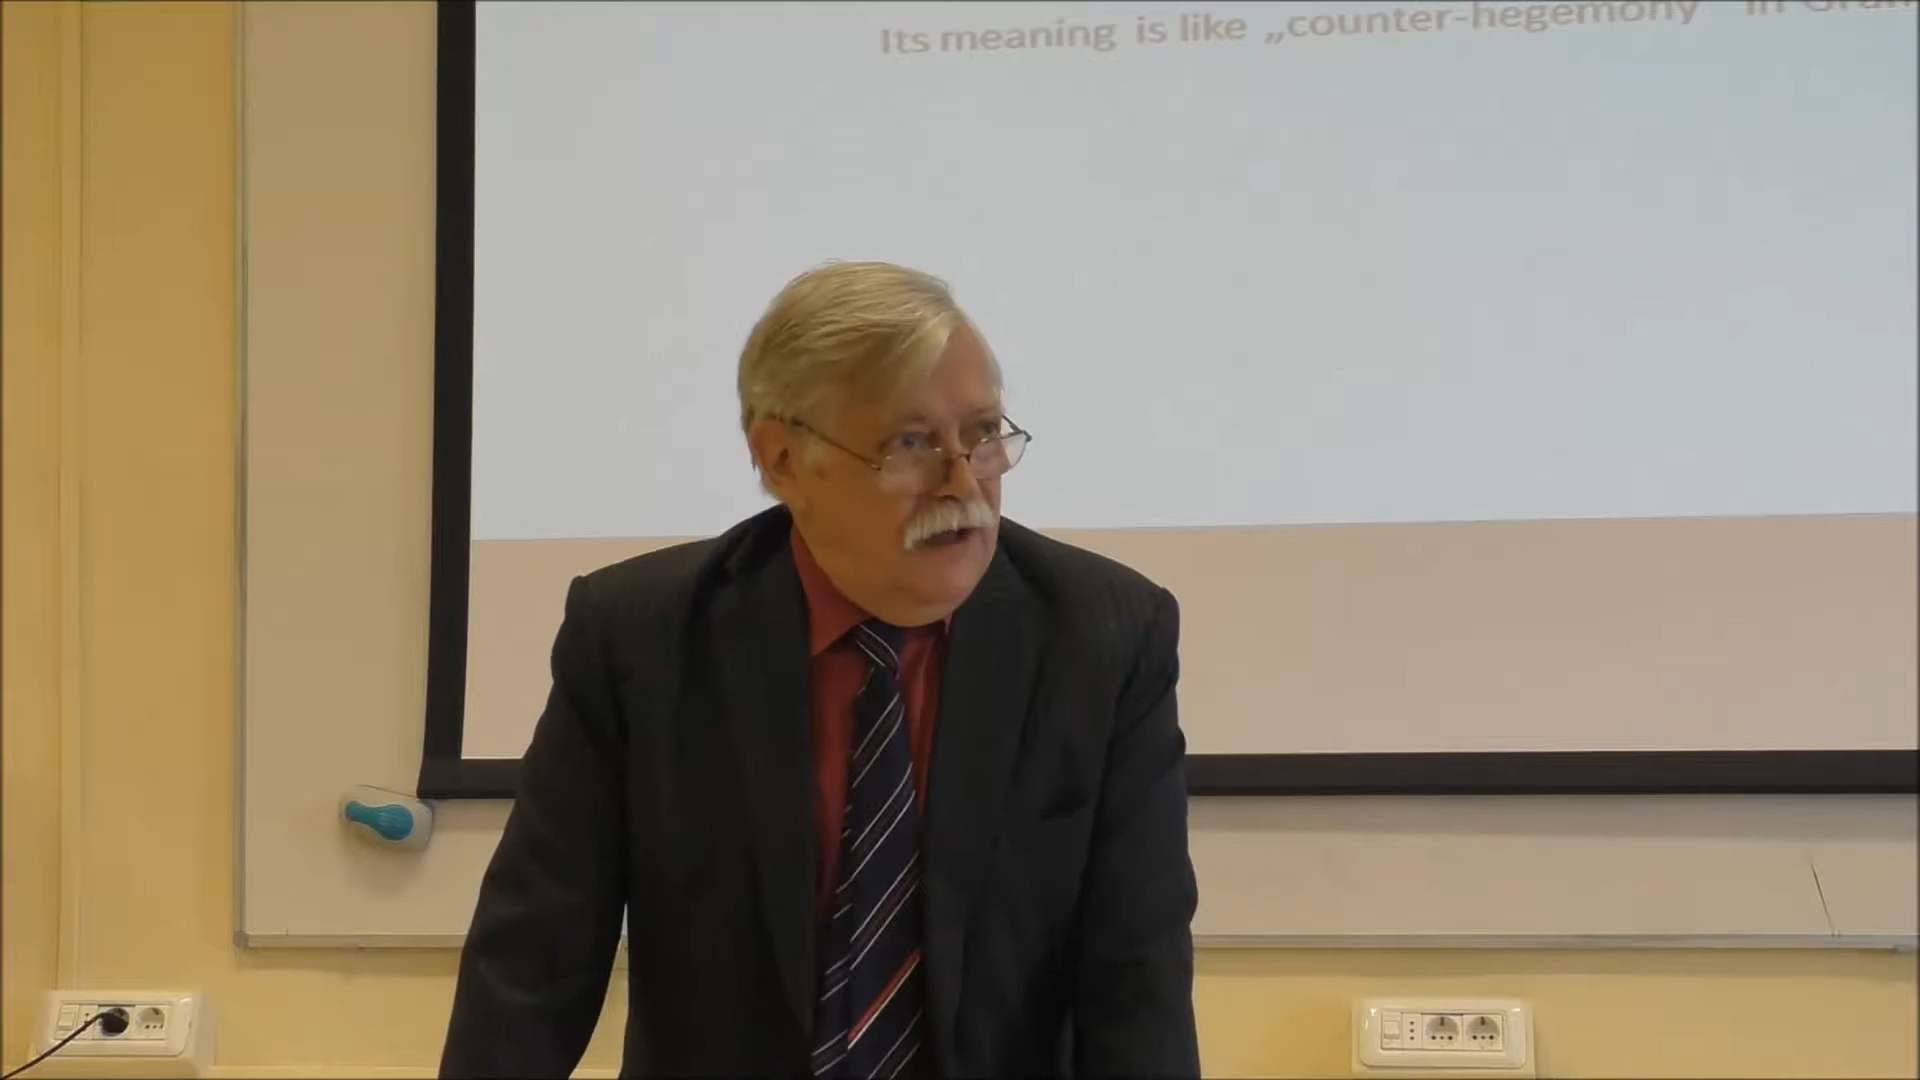 Its meaning is like „counter-hegemony" in